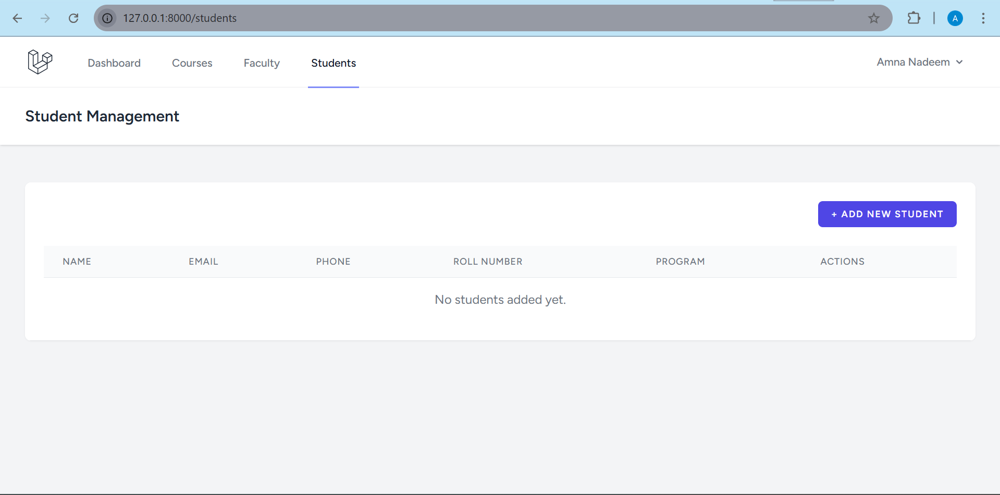 127.0.0.1:8000/students
A
Dashboard
Courses
Faculty
Students
Amna Nadeem
Student Management
+ ADD NEW STUDENT
NAME
EMAIL
PHONE
ROLL NUMBER
PROGRAM
ACTIONS
No students added yet.